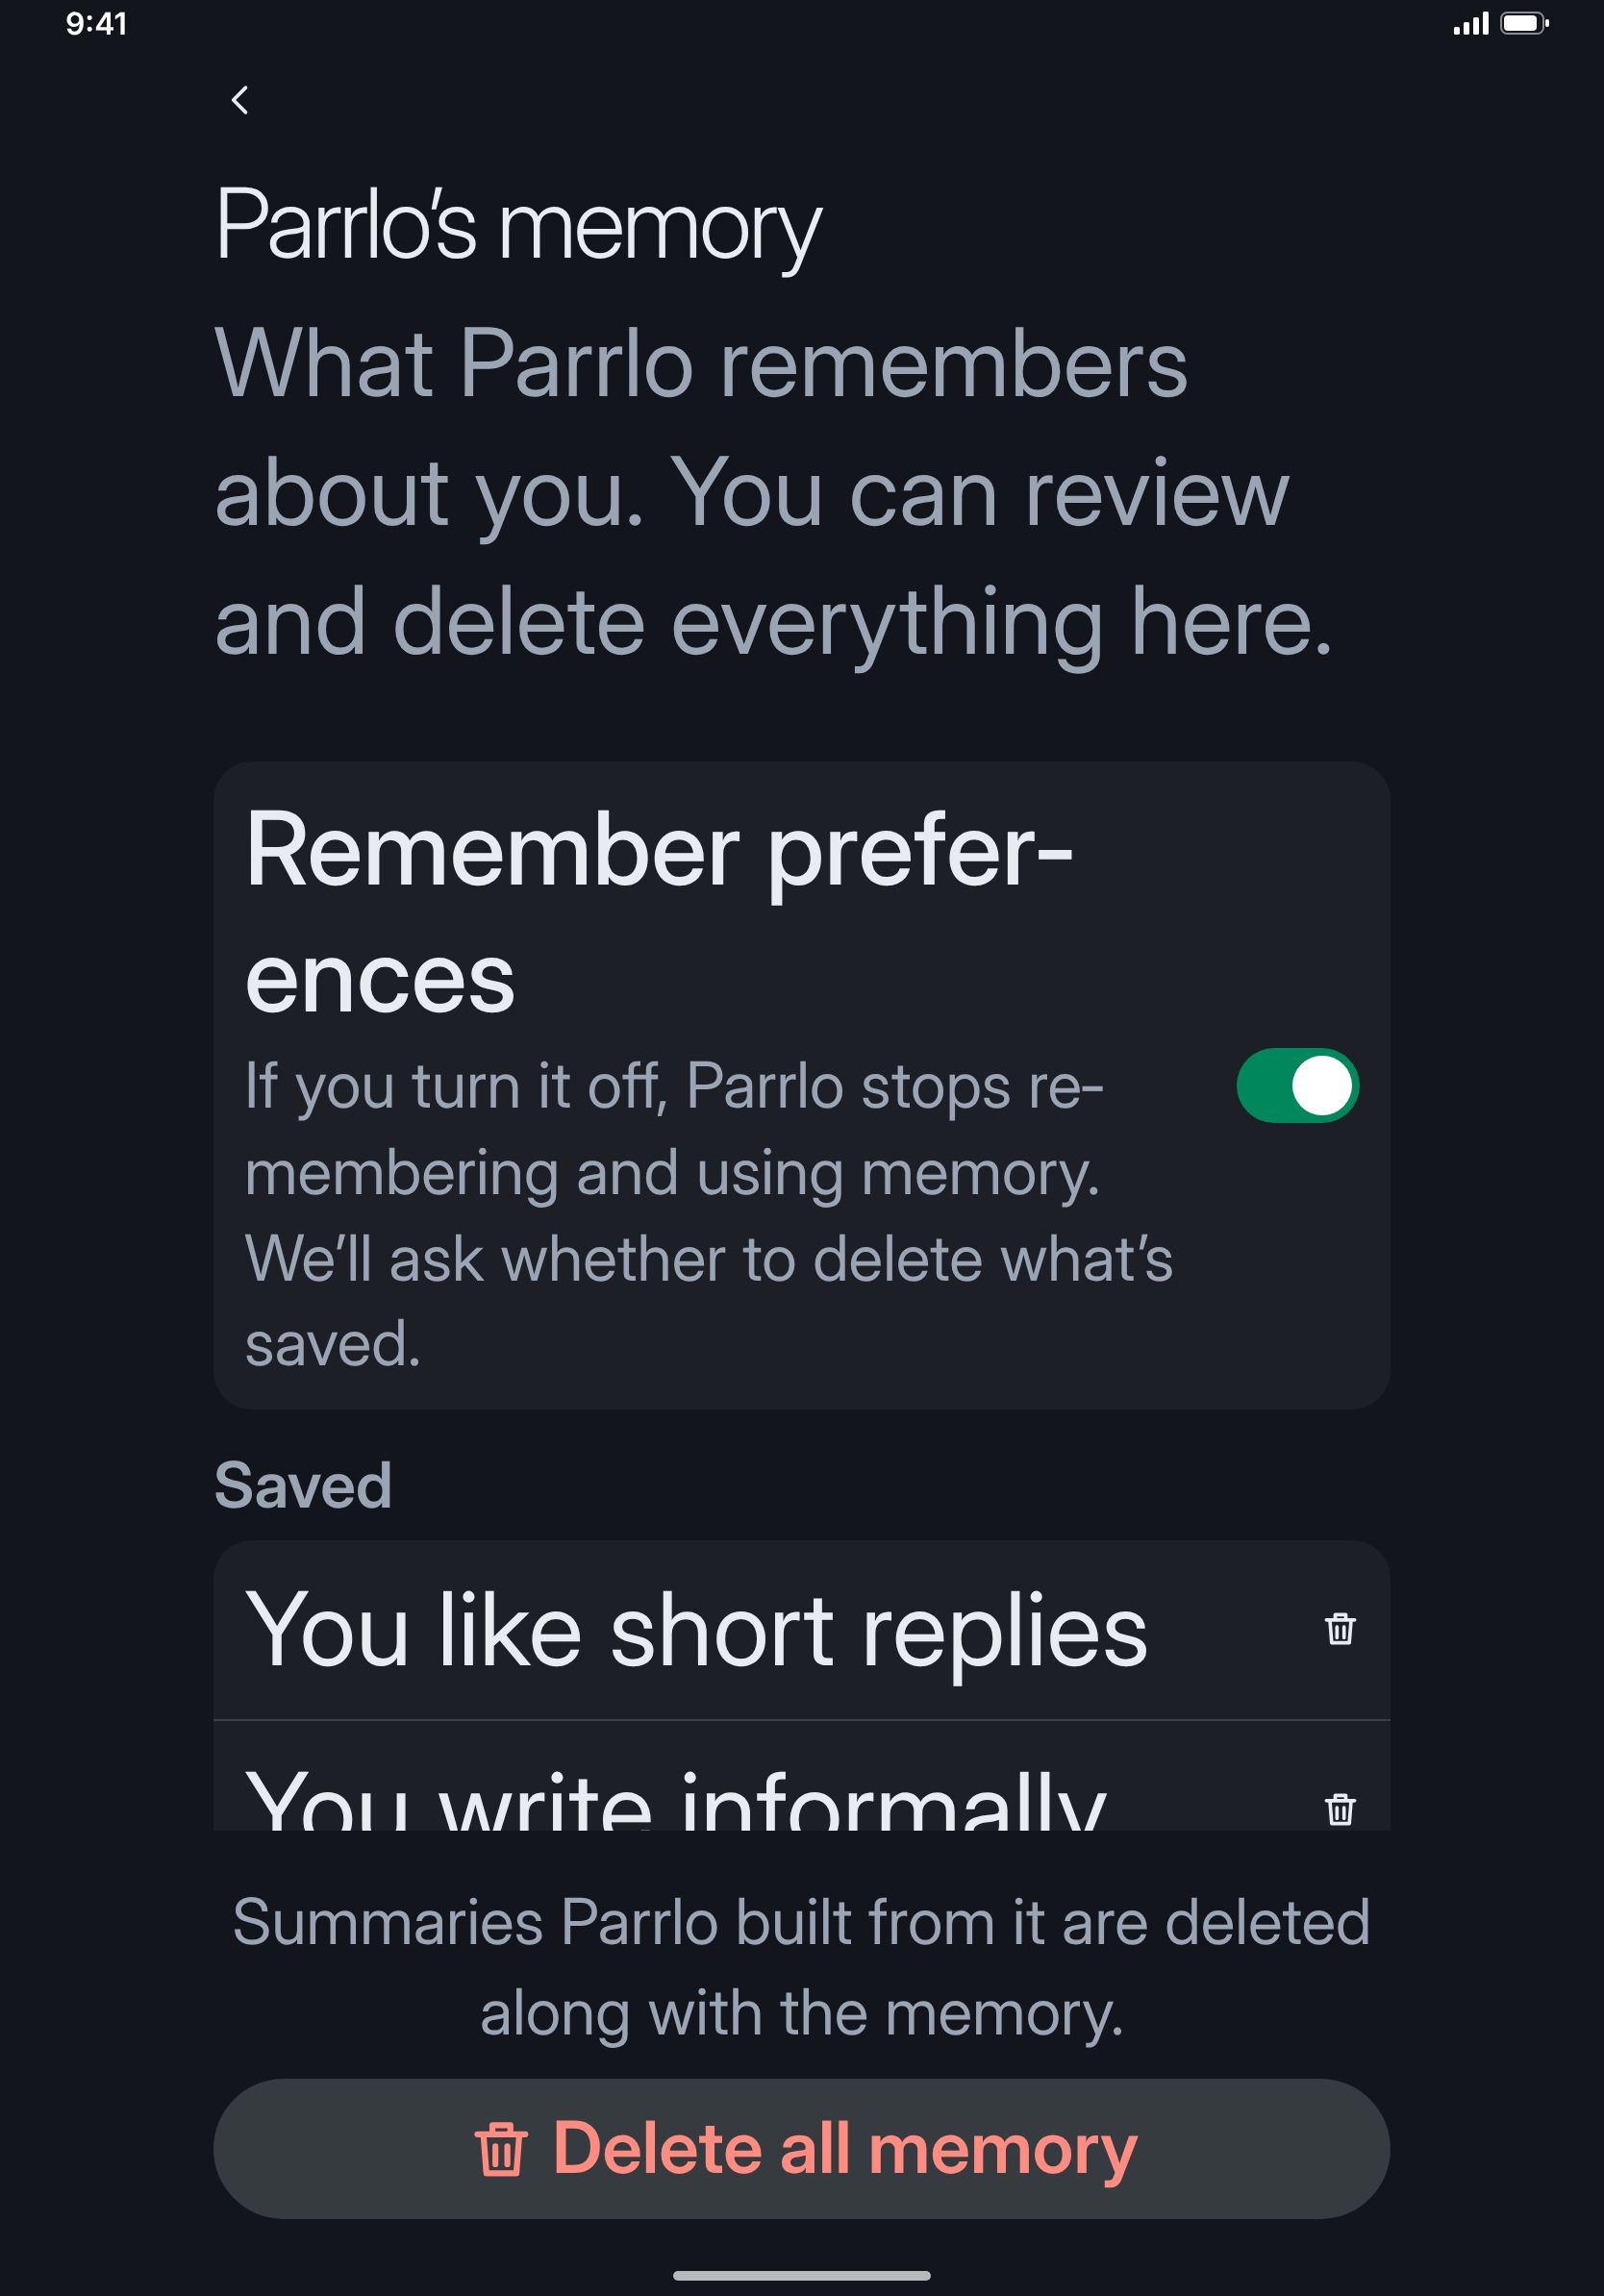 9:41
Parrlo’s memory
What Parrlo remembers
about you. You can review
and delete everything here.
Remember prefer-
ences
If you turn it off, Parrlo stops re-
membering and using memory.
We’ll ask whether to delete what’s
saved.
Saved
You like short replies
You write informally
Summaries Parrlo built from it are deleted
along with the memory.
Delete all memory